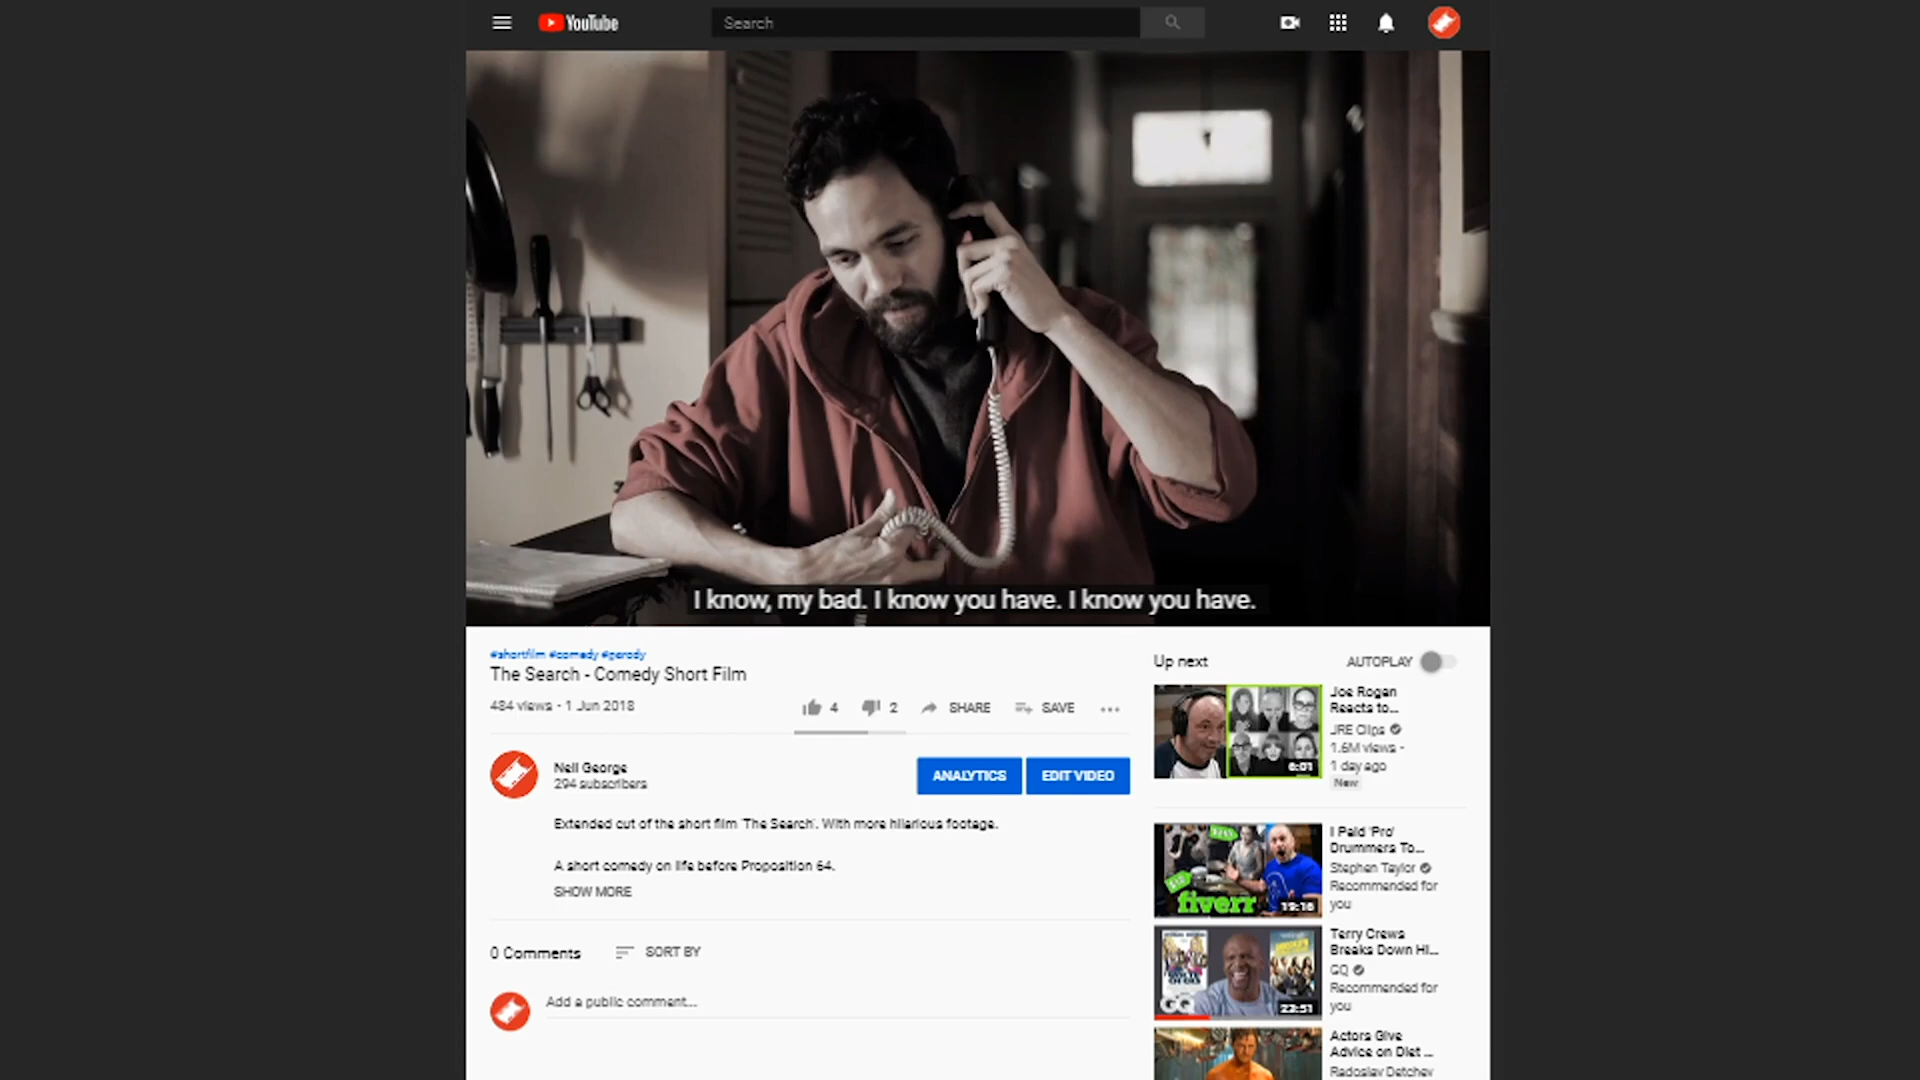 YouTube
Search
I know, my bad. I know you have. I know you have.
#shortfilm #comedy #parody
The Search - Comedy Short Film
484 views • 1 Jun 2018
4
2
SHARE
SAVE
Neil George
294 subscribers
ANALYTICS
EDIT VIDEO
Extended cut of the short film 'The Search'. With more hilarious footage.
A short comedy on life before Proposition 64.
SHOW MORE
0 Comments
SORT BY
Add a public comment...
Up next
AUTOPLAY
6:01
Joe Rogan
Reacts to...
JRE Clips
1.6M views •
1 day ago
New
fiverr
19:16
I Paid 'Pro'
Drummers To...
Stephen Taylor
Recommended for
you
GQ
23:51
Terry Crews
Breaks Down Hi...
GQ
Recommended for
you
Actors Give
Advice on Diet ...
Radoslav Detchev